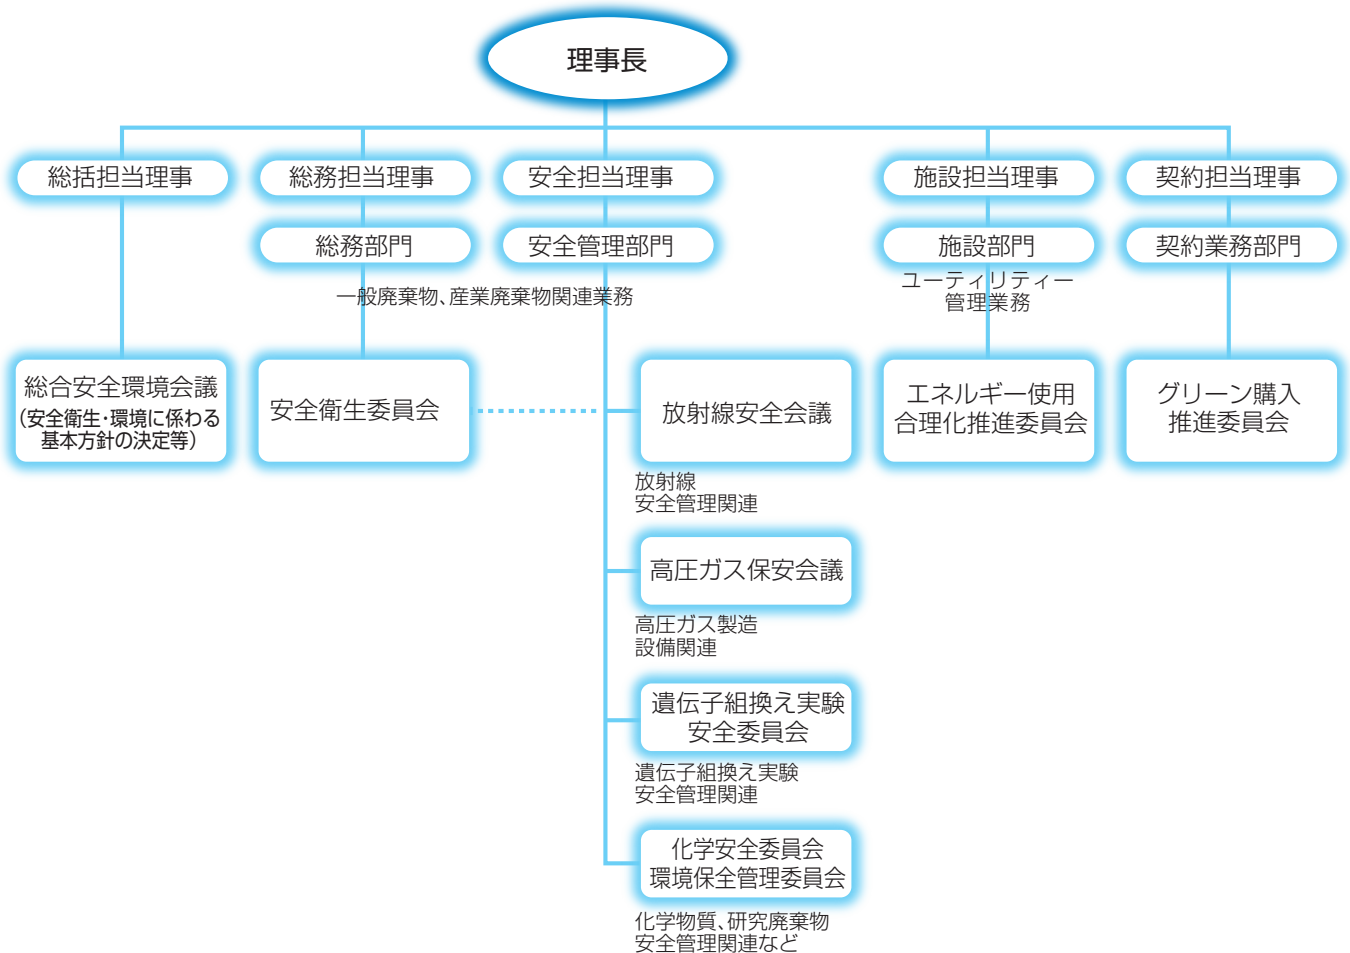 理事長
総括担当理事
総務担当理事
安全担当理事
施設担当理事
契約担当理事
総務部門
安全管理部門
施設部門
契約業務部門
ユーティリティー
管理業務
一般廃棄物、産業廃棄物関連業務
総合安全環境会議
（安全衛生・環境に係わる
基本方針の決定等）
安全衛生委員会
放射線安全会議
エネルギー使用
合理化推進委員会
グリーン購入
推進委員会
放射線
安全管理関連
高圧ガス保安会議
高圧ガス製造
設備関連
遺伝子組換え実験
安全委員会
遺伝子組換え実験
安全管理関連
化学安全委員会
環境保全管理委員会
化学物質、研究廃棄物
安全管理関連など